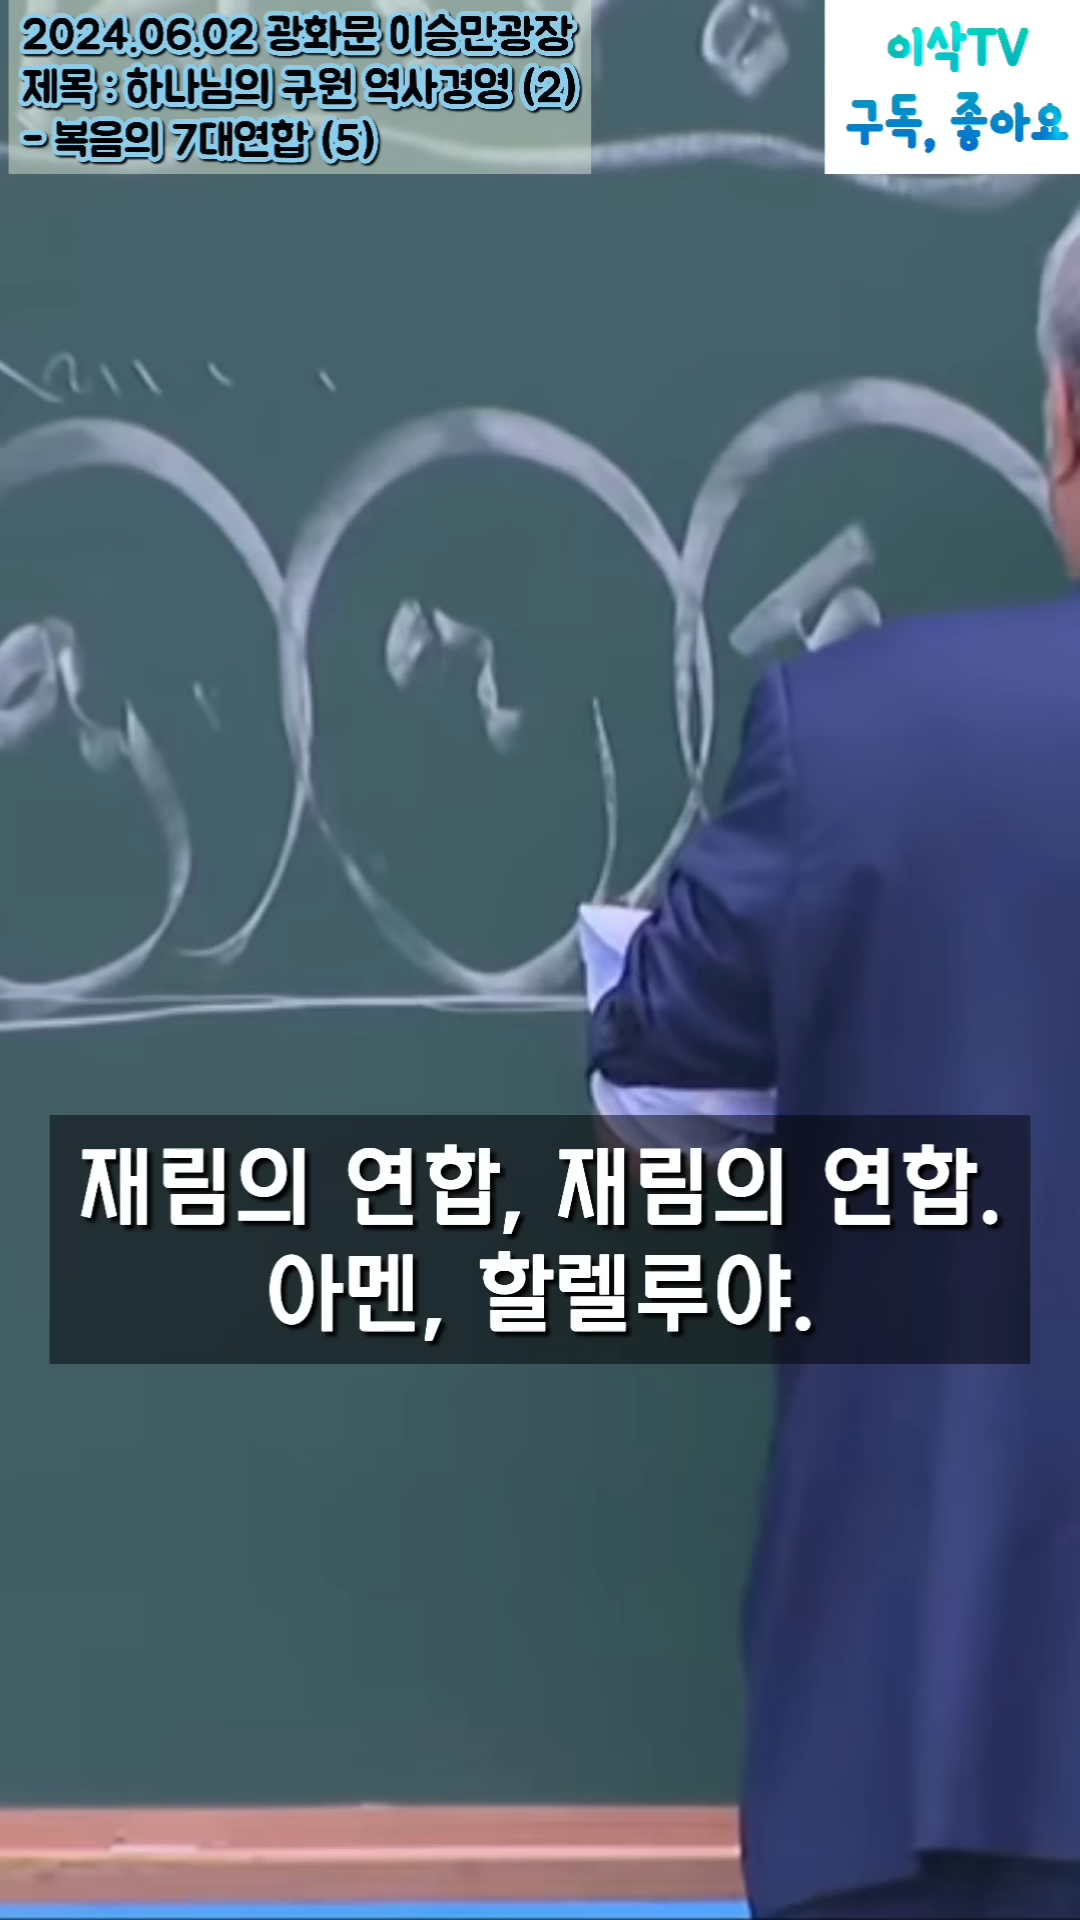 2024.06.02 광화문 이승만광장
제목 : 하나님의 구원 역사경영 (2)
- 복음의 7대연합 (5)
이삭TV
구독, 좋아요
재림의 연합, 재림의 연합.
아멘, 할렐루야.